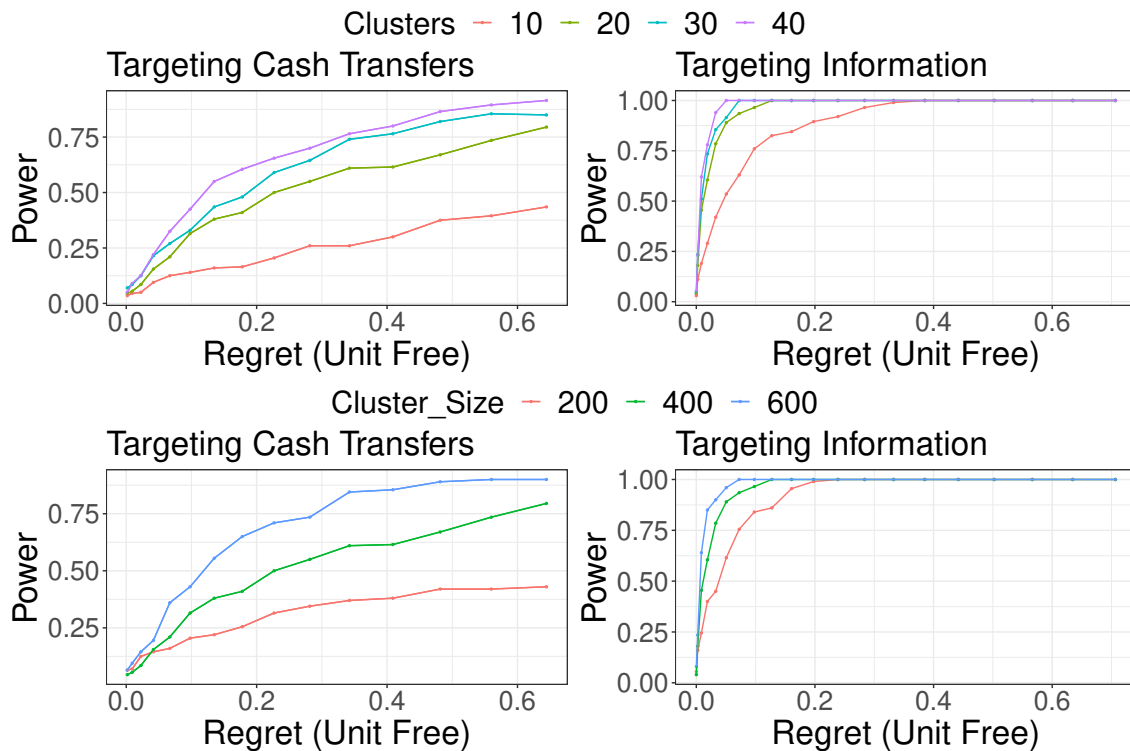 Clusters 10 20 30 40
Targeting Cash Transfers
Targeting Information
Power
0.75
0.50
0.25
0.00
0.0 0.2 0.4 0.6
Regret (Unit Free)
Power
1.00
0.75
0.50
0.25
0.00
0.0 0.2 0.4 0.6
Regret (Unit Free)
Cluster_Size 200 400 600
Targeting Cash Transfers
Targeting Information
Power
0.75
0.50
0.25
0.0 0.2 0.4 0.6
Regret (Unit Free)
Power
1.00
0.75
0.50
0.25
0.00
0.0 0.2 0.4 0.6
Regret (Unit Free)